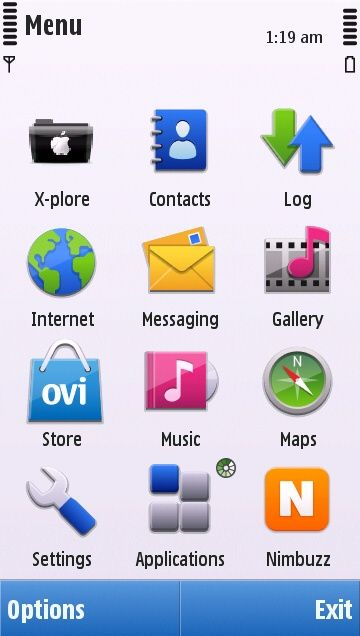 Menu
1:19 am
X-plore Contacts Log
Internet Messaging Gallery
ovi
Store Music Maps
N
N
Settings Applications Nimbuzz
Options Exit